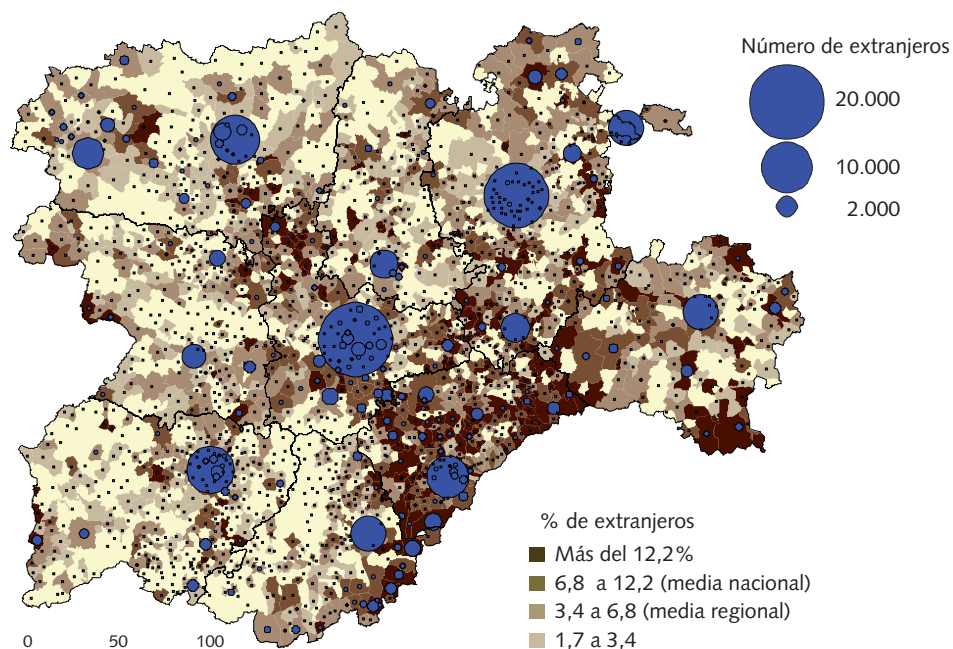 Número de extranjeros
20.000
10.000
2.000
% de extranjeros
Más del 12,2%
6,8 a 12,2 (media nacional)
3,4 a 6,8 (media regional)
1,7 a 3,4
0 50 100